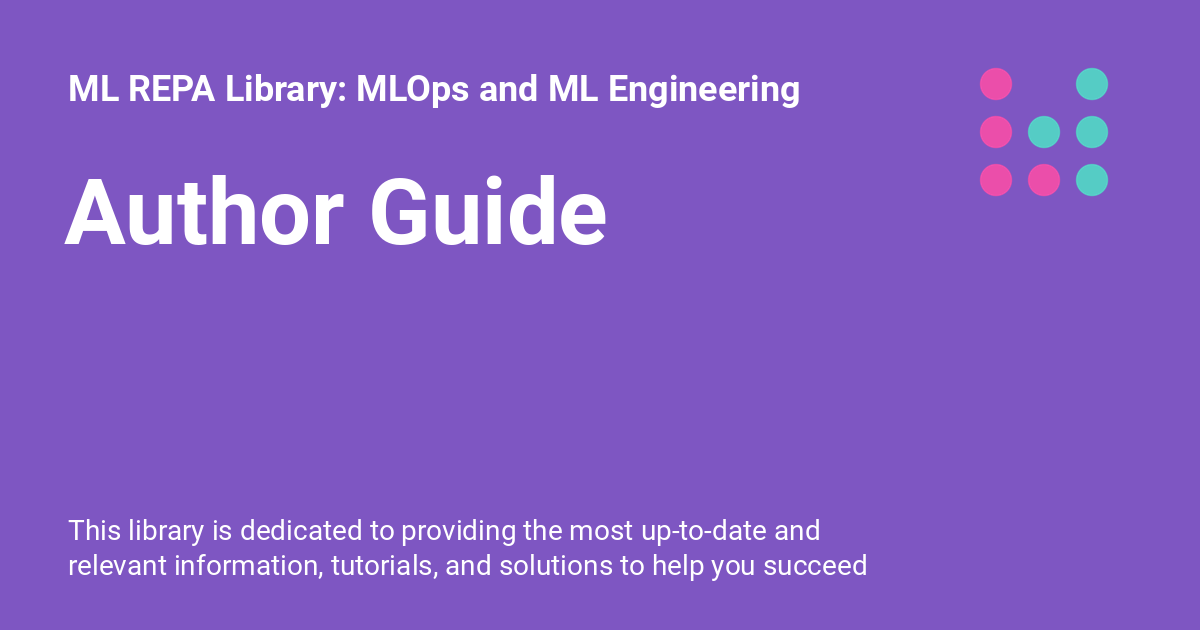 ML REPA Library: MLOps and ML Engineering
Author Guide
This library is dedicated to providing the most up-to-date and
relevant information, tutorials, and solutions to help you succeed